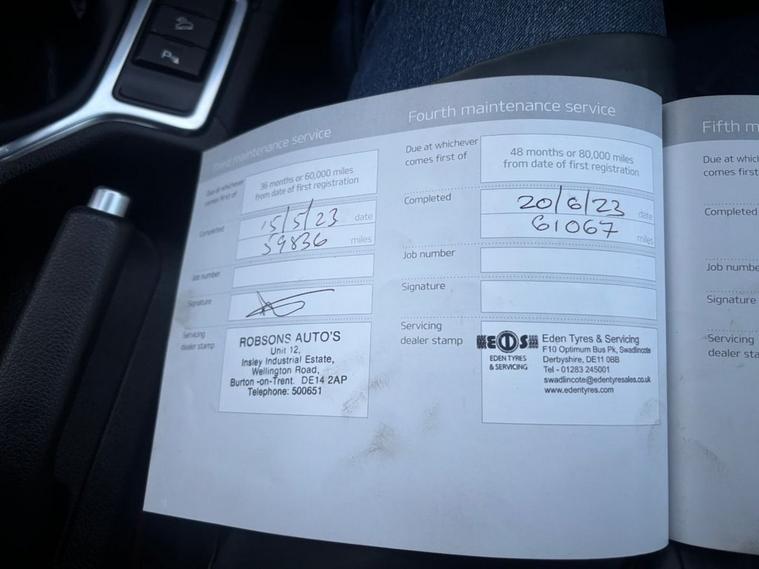 Third maintenance service
Due at whichever
comes first of
36 months or 60,000 miles
from date of first registration
Completed
15/5/23 date
59836 miles
Job number
Signature
Servicing
dealer stamp
ROBSONS AUTO'S
Unit 12,
Insley Industrial Estate,
Wellington Road,
Burton -on-Trent. DE14 2AP
Telephone: 500651
Fourth maintenance service
Due at whichever
comes first of
48 months or 80,000 miles
from date of first registration
Completed
20/6/23 date
61067 miles
Job number
Signature
Servicing
dealer stamp
EDEN TYRES
& SERVICING
Eden Tyres & Servicing
F10 Optimum Bus Pk, Swadlincote
Derbyshire, DE11 0BB
Tel - 01283 245001
swadlincote@edentyresales.co.uk
www.edentyres.com
Fifth m
Due at which
comes first
Completed
Job numbe
Signature
Servicing
dealer sta
P